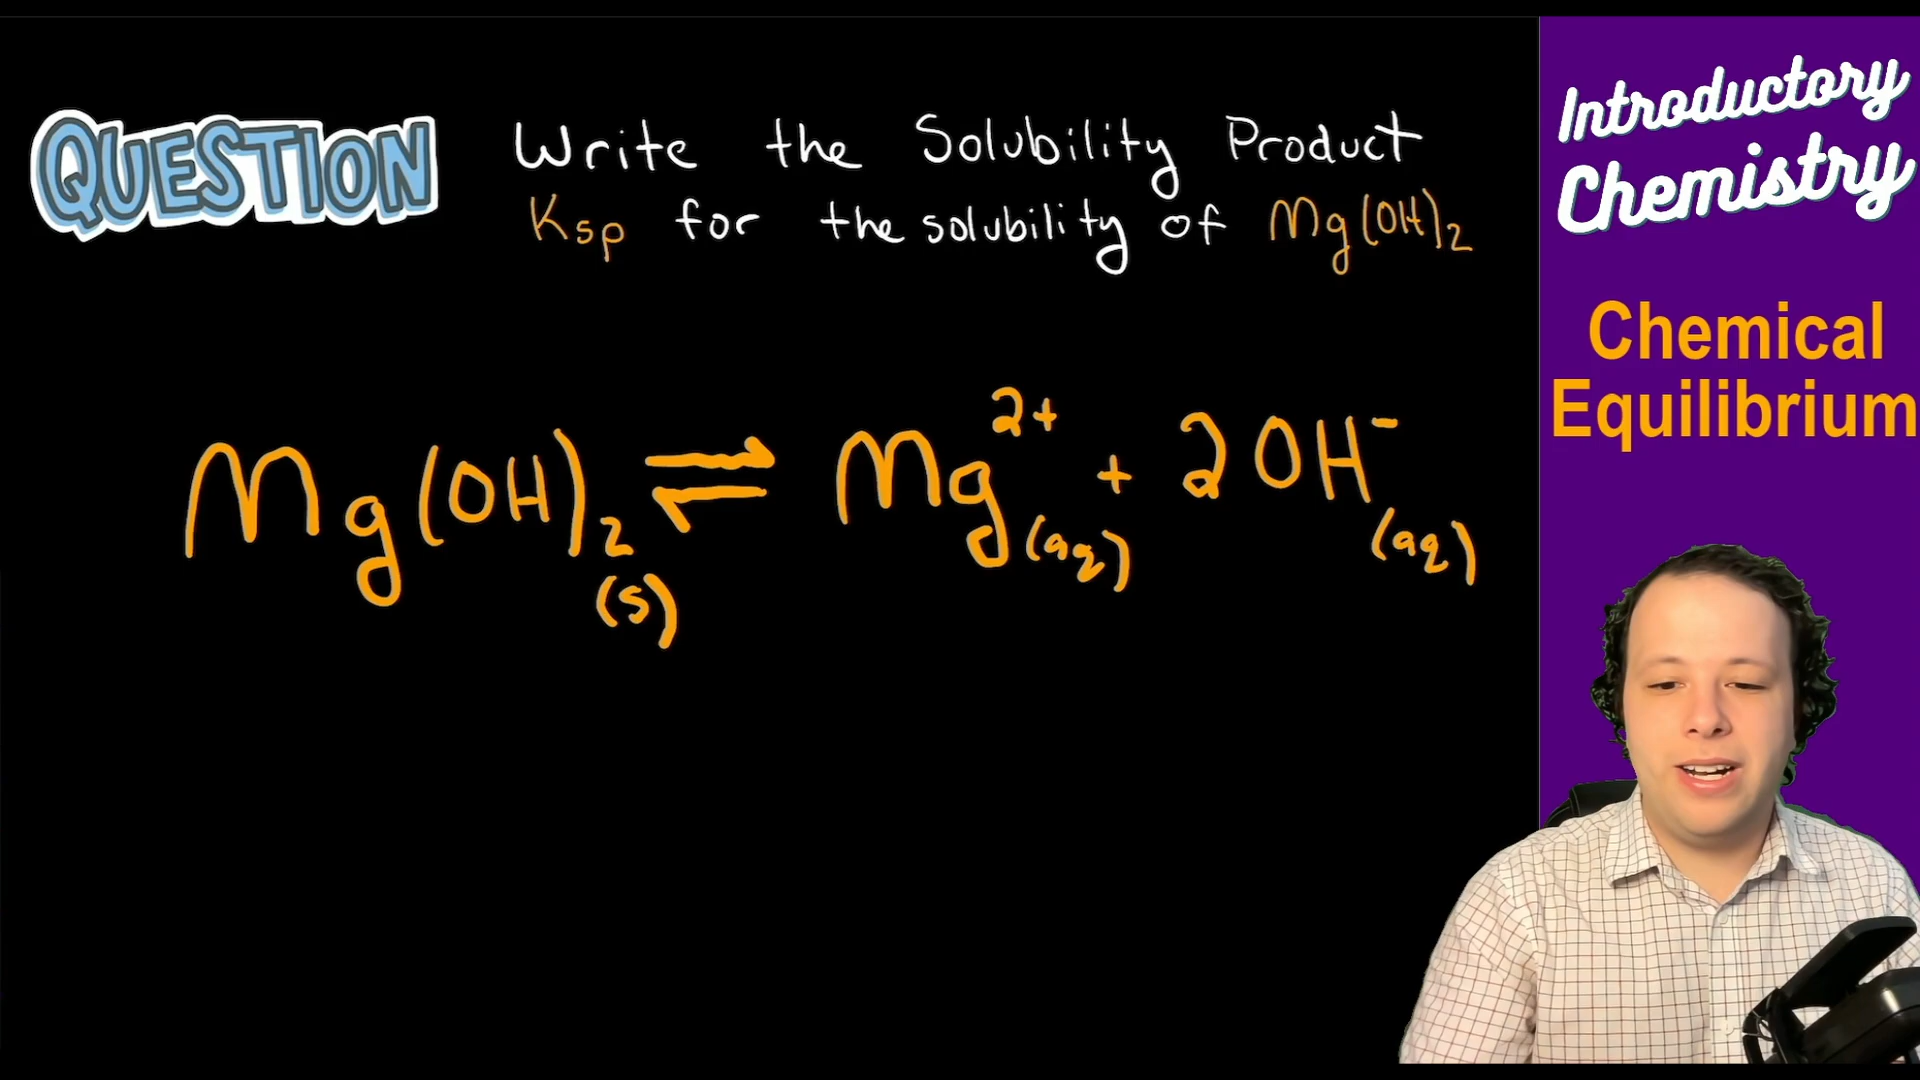 QUESTION
Write the Solubility Product
Ksp for the solubility of Mg(OH)₂
Mg(OH)₂(s) ⇌ Mg²⁺(aq) + 2OH⁻(aq)
Introductory
Chemistry
Chemical
Equilibrium